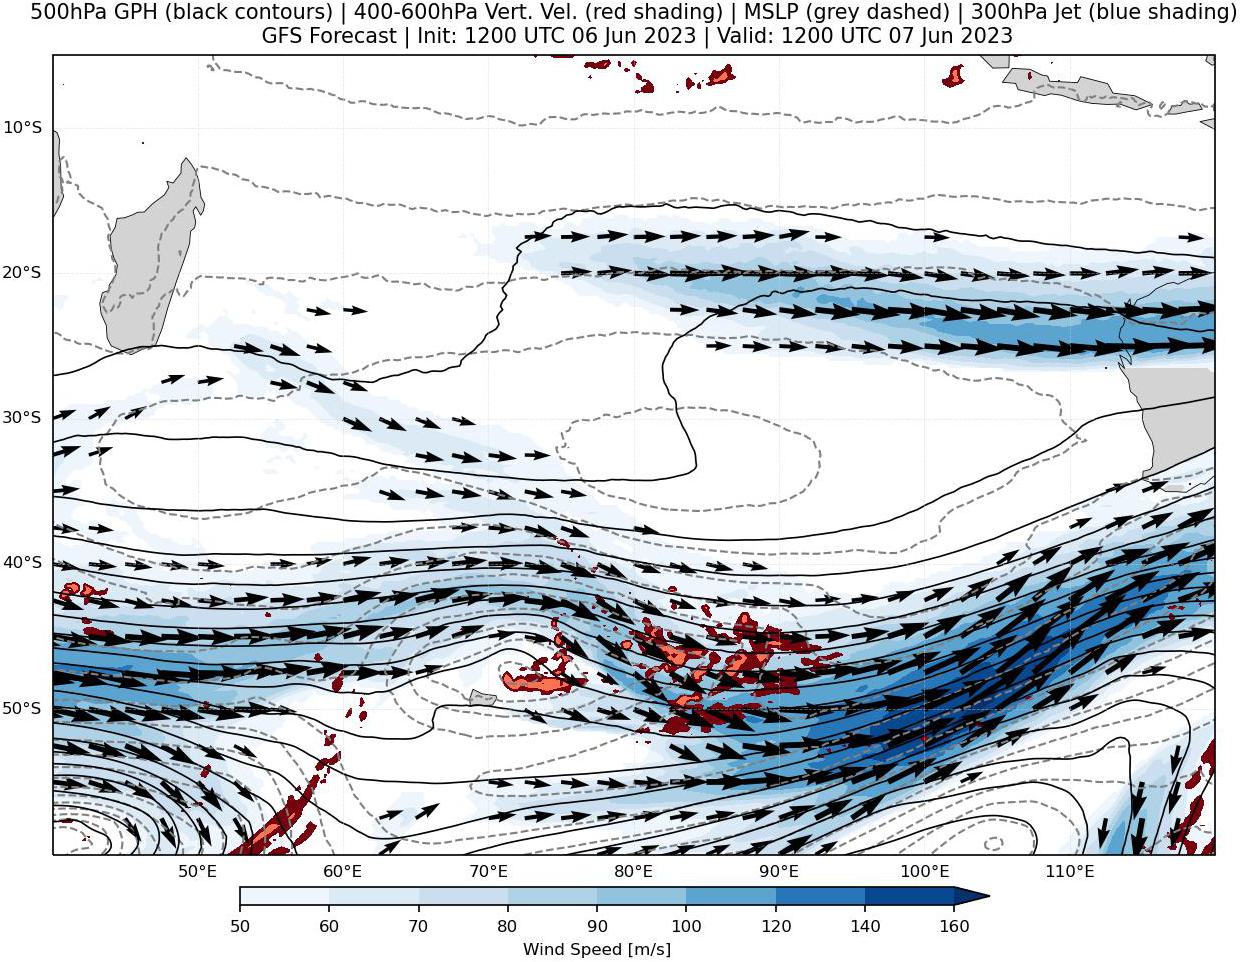 500hPa GPH (black contours) | 400-600hPa Vert. Vel. (red shading) | MSLP (grey dashed) | 300hPa Jet (blue shading)
GFS Forecast | Init: 1200 UTC 06 Jun 2023 | Valid: 1200 UTC 07 Jun 2023
10°S
20°S
30°S
40°S
50°S
50°E 60°E 70°E 80°E 90°E 100°E 110°E
50 60 70 80 90 100 120 140 160
Wind Speed [m/s]